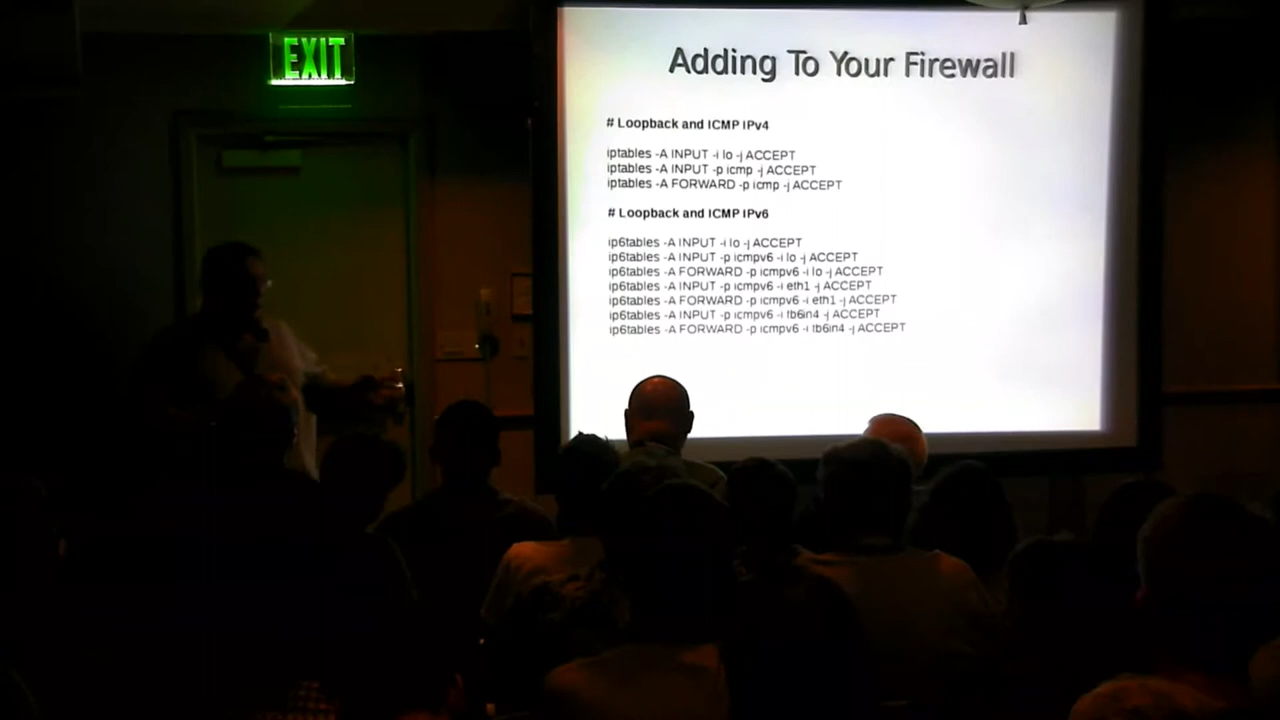 EXIT
Adding To Your Firewall
# Loopback and ICMP IPv4
iptables -A INPUT -i lo -j ACCEPT
iptables -A INPUT -p icmp -j ACCEPT
iptables -A FORWARD -p icmp -j ACCEPT
# Loopback and ICMP IPv6
ip6tables -A INPUT -i lo -j ACCEPT
ip6tables -A INPUT -p icmpv6 -i lo -j ACCEPT
ip6tables -A FORWARD -p icmpv6 -i lo -j ACCEPT
ip6tables -A INPUT -p icmpv6 -i eth1 -j ACCEPT
ip6tables -A FORWARD -p icmpv6 -i eth1 -j ACCEPT
ip6tables -A INPUT -p icmpv6 -i tb6in4 -j ACCEPT
ip6tables -A FORWARD -p icmpv6 -i tb6in4 -j ACCEPT